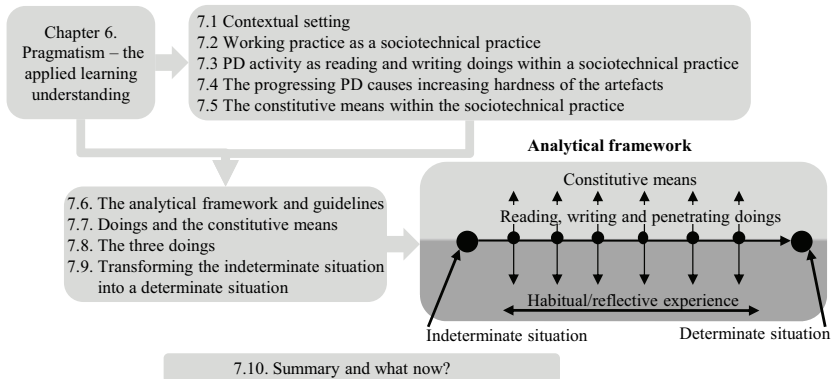 Chapter 6.
Pragmatism – the
applied learning
understanding
7.1 Contextual setting
7.2 Working practice as a sociotechnical practice
7.3 PD activity as reading and writing doings within a sociotechnical practice
7.4 The progressing PD causes increasing hardness of the artefacts
7.5 The constitutive means within the sociotechnical practice
7.6. The analytical framework and guidelines
7.7. Doings and the constitutive means
7.8. The three doings
7.9. Transforming the indeterminate situation
into a determinate situation
Analytical framework
Constitutive means
Reading, writing and penetrating doings
Habitual/reflective experience
Indeterminate situation
Determinate situation
7.10. Summary and what now?